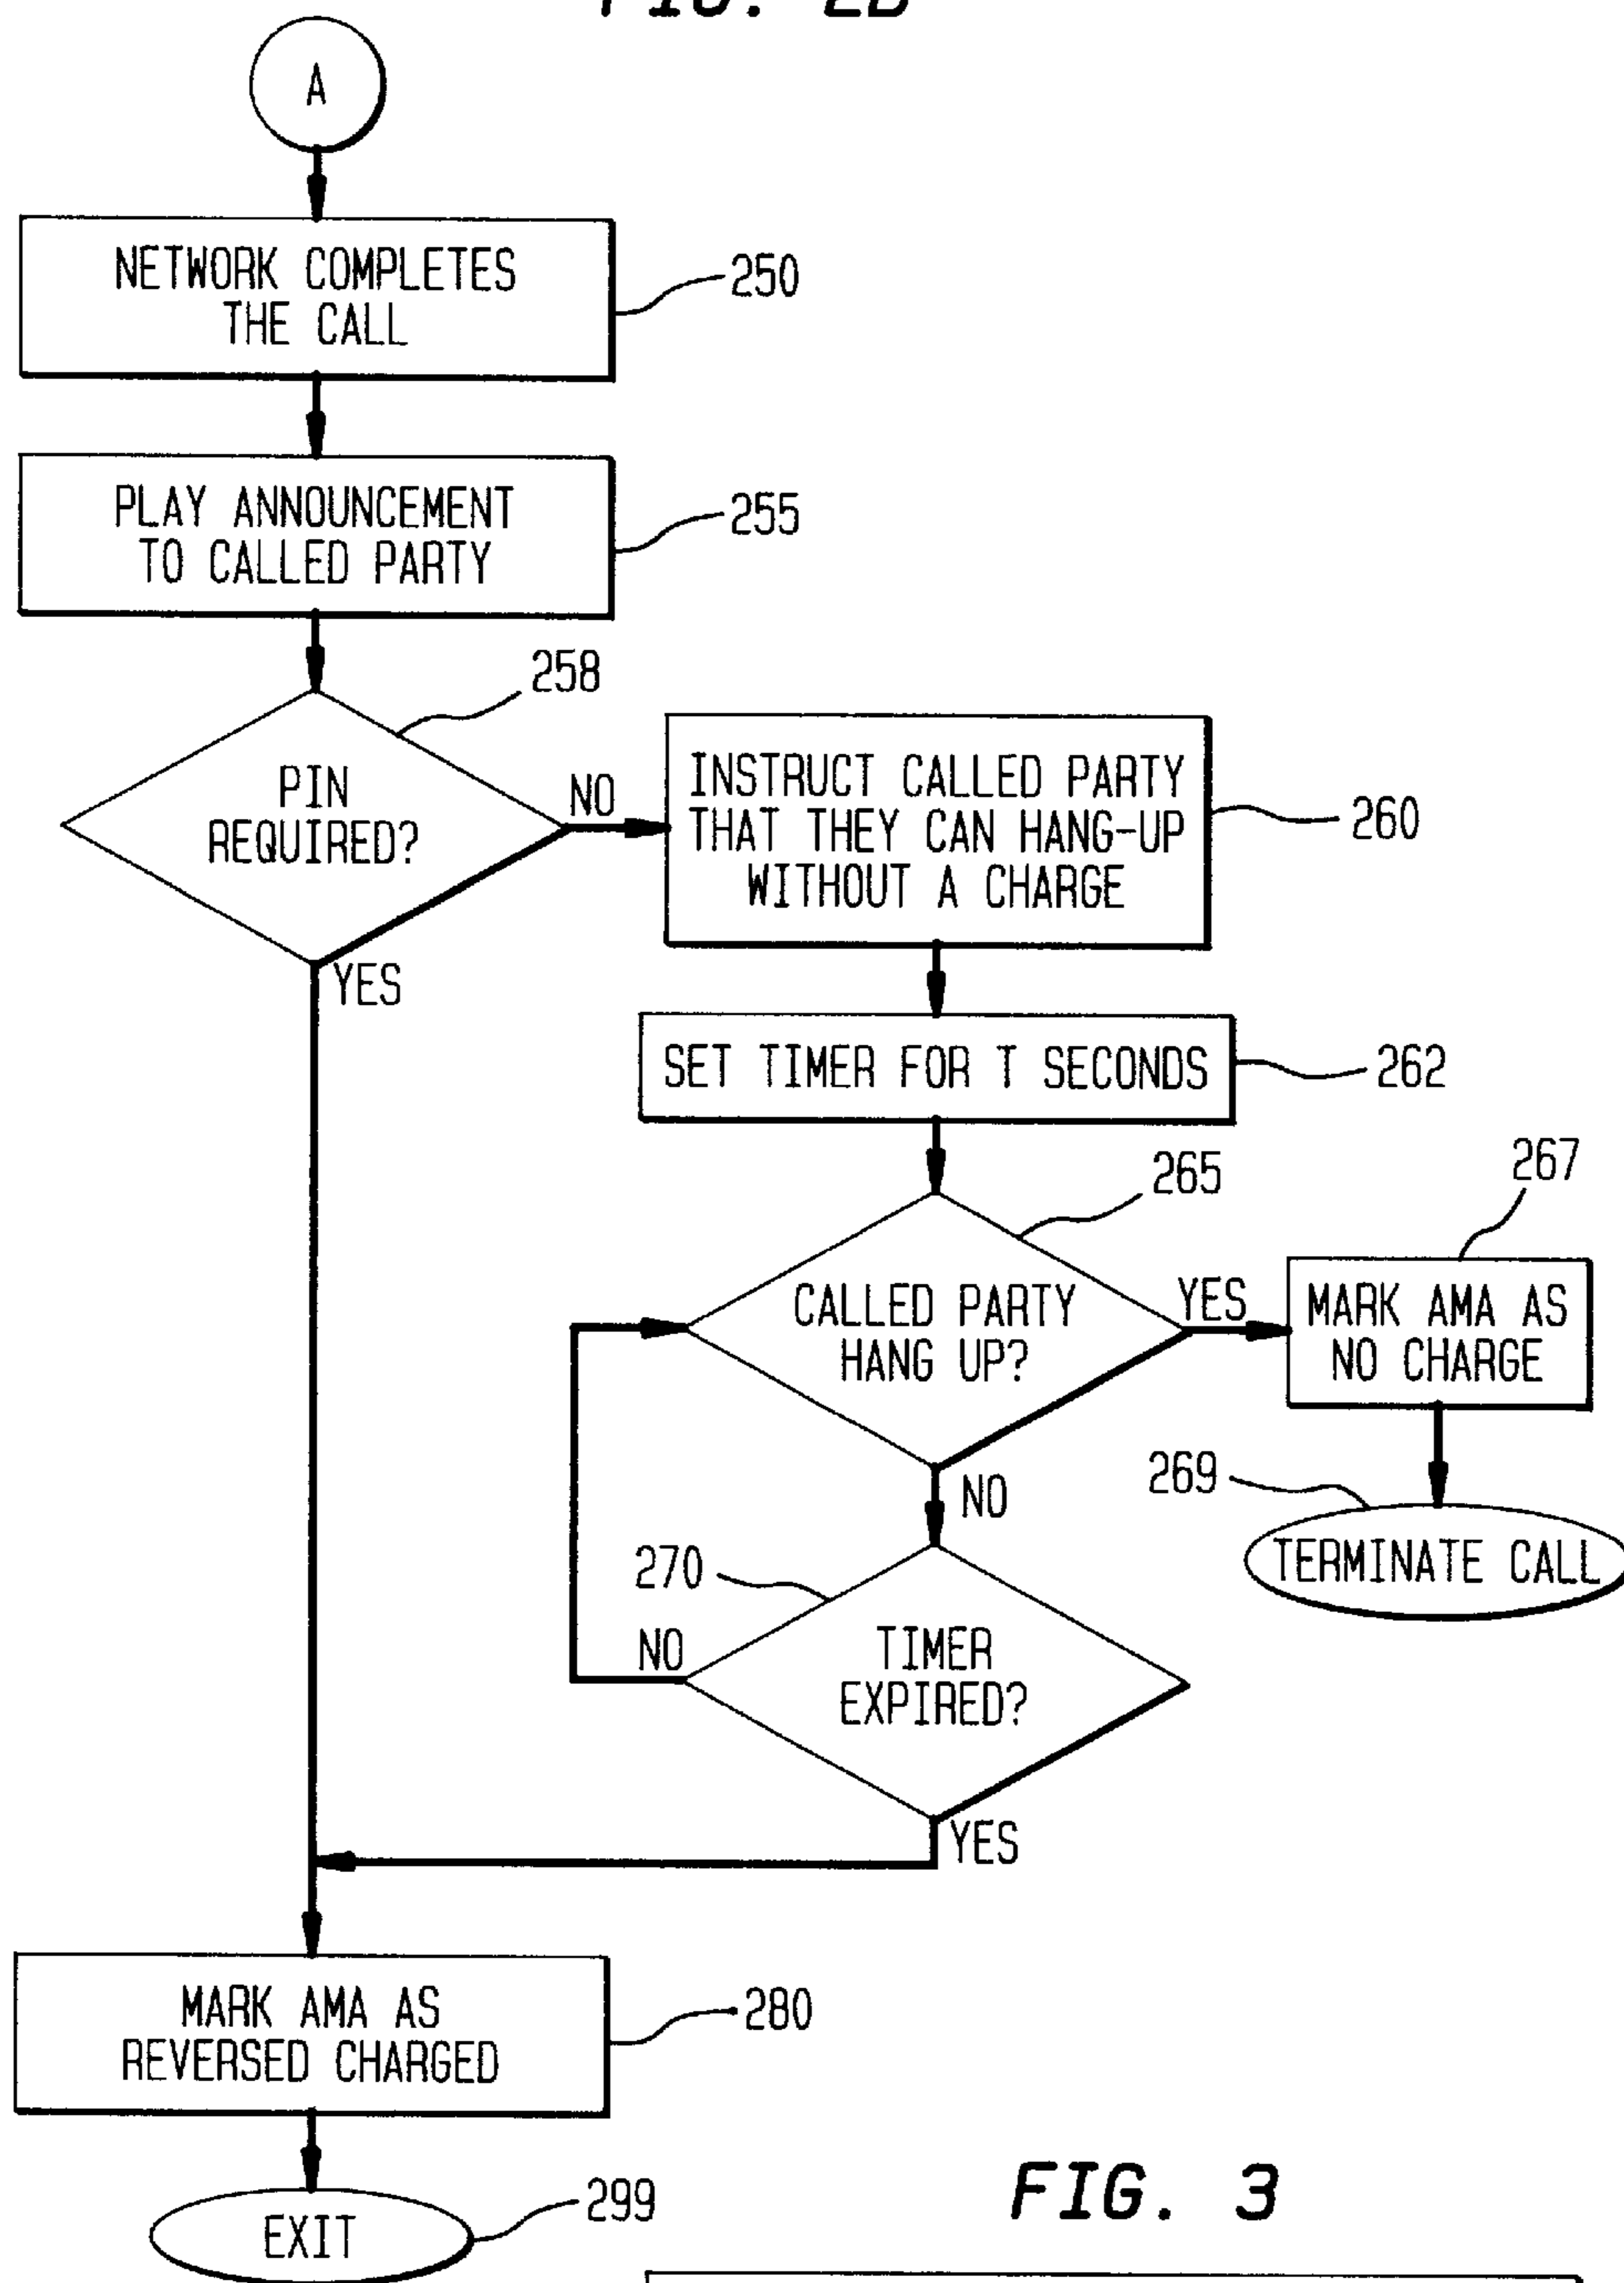 FIG. 2B
A
NETWORK COMPLETES
THE CALL
250
PLAY ANNOUNCEMENT
TO CALLED PARTY
255
258
PIN
REQUIRED?
NO
YES
INSTRUCT CALLED PARTY
THAT THEY CAN HANG-UP
WITHOUT A CHARGE
260
SET TIMER FOR T SECONDS
262
265
CALLED PARTY
HANG UP?
YES
NO
267
MARK AMA AS
NO CHARGE
269
TERMINATE CALL
270
TIMER
EXPIRED?
NO
YES
MARK AMA AS
REVERSED CHARGED
280
EXIT
299
FIG. 3